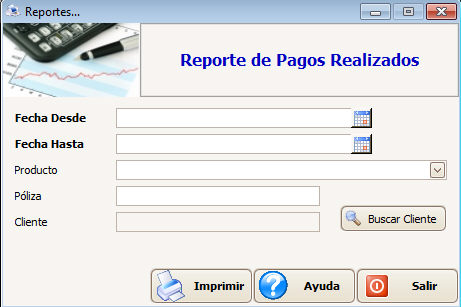 Reportes...
Reporte de Pagos Realizados
Fecha Desde
Fecha Hasta
Producto
Póliza
Cliente
Buscar Cliente
Imprimir
Ayuda
Salir